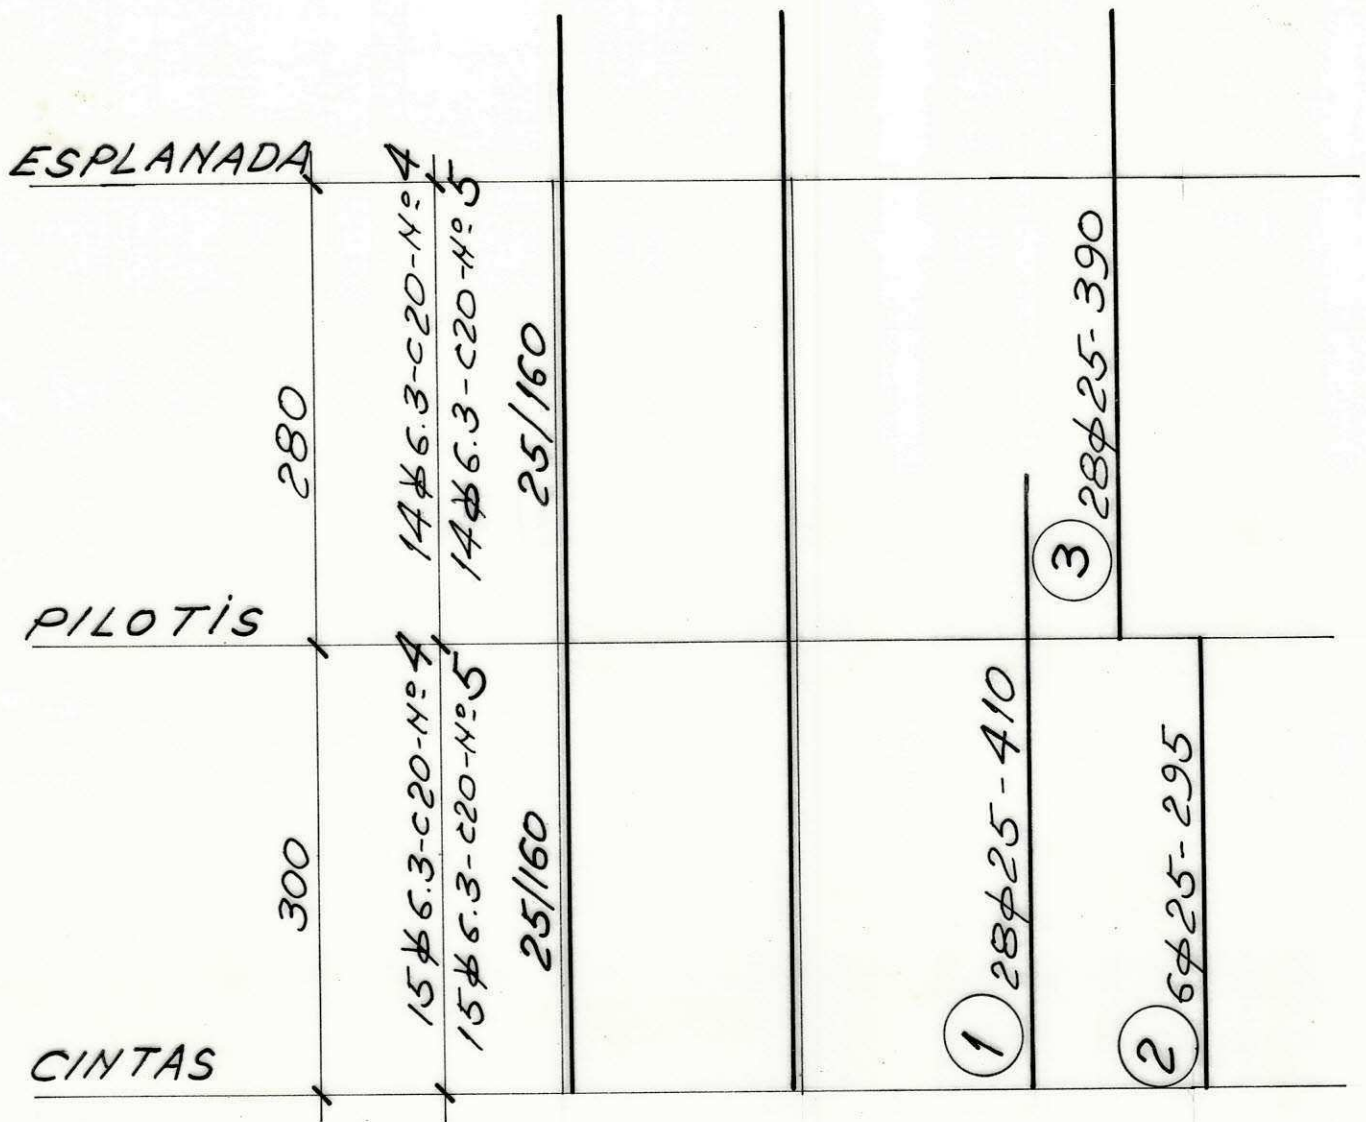 ESPLANADA
280
14ϕ6.3-C20-Nº4
14ϕ6.3-C20-Nº5
25/160
3
28ϕ25-390
PILOTIS
300
15ϕ6.3-C20-Nº4
15ϕ6.3-C20-Nº5
25/160
1
28ϕ25-410
2
6ϕ25-295
CINTAS